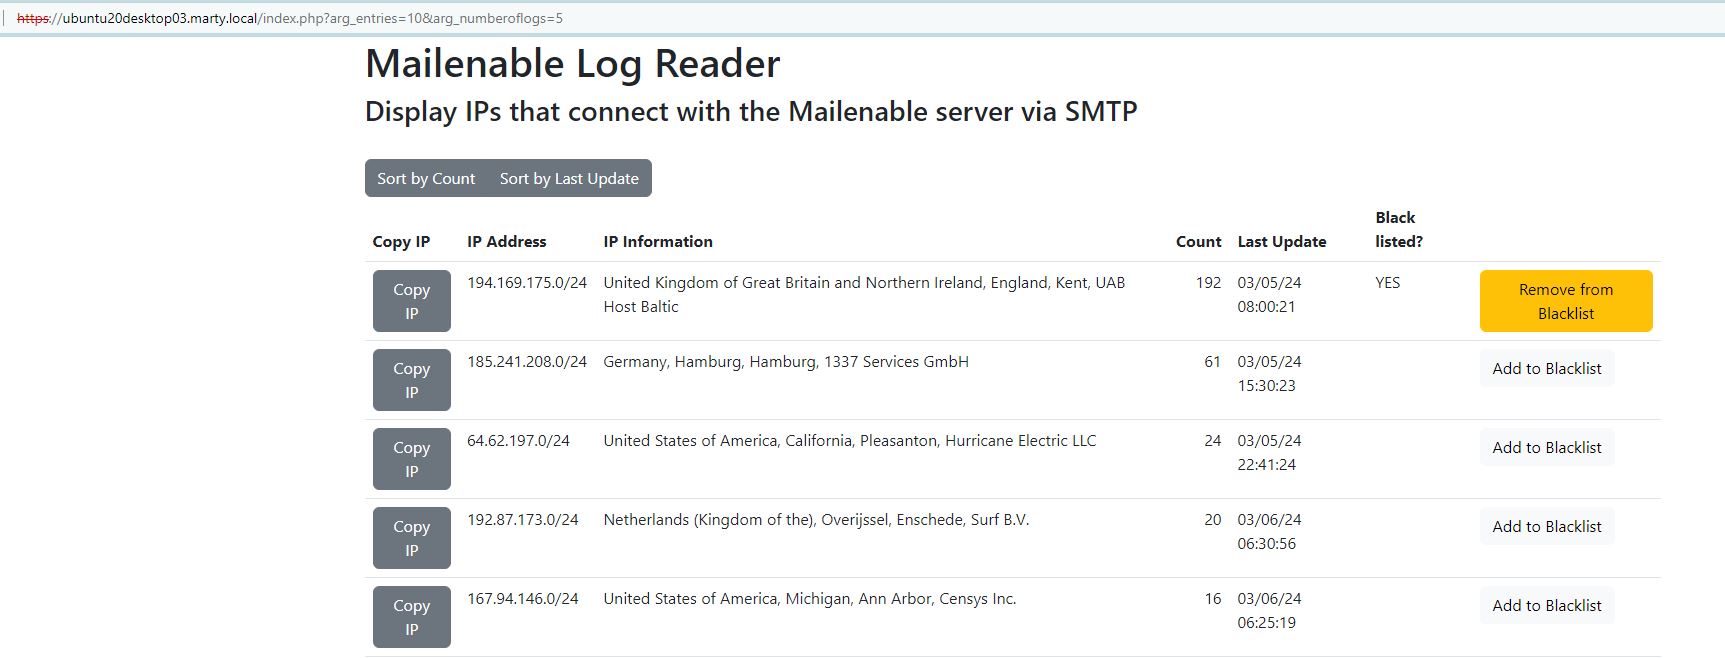 https://ubuntu20desktop03.marty.local/index.php?arg_entries=10&arg_numberoflogs=5
Mailenable Log Reader
Display IPs that connect with the Mailenable server via SMTP
Sort by Count Sort by Last Update
Copy IP IP Address IP Information Count Last Update Black
listed?
Copy 194.169.175.0/24 United Kingdom of Great Britain and Northern Ireland, England, Kent, UAB 192 03/05/24 YES Remove from
IP Host Baltic 08:00:21 Blacklist
Copy 185.241.208.0/24 Germany, Hamburg, Hamburg, 1337 Services GmbH 61 03/05/24 Add to Blacklist
IP 15:30:23
Copy 64.62.197.0/24 United States of America, California, Pleasanton, Hurricane Electric LLC 24 03/05/24 Add to Blacklist
IP 22:41:24
Copy 192.87.173.0/24 Netherlands (Kingdom of the), Overijssel, Enschede, Surf B.V. 20 03/06/24 Add to Blacklist
IP 06:30:56
Copy 167.94.146.0/24 United States of America, Michigan, Ann Arbor, Censys Inc. 16 03/06/24 Add to Blacklist
IP 06:25:19